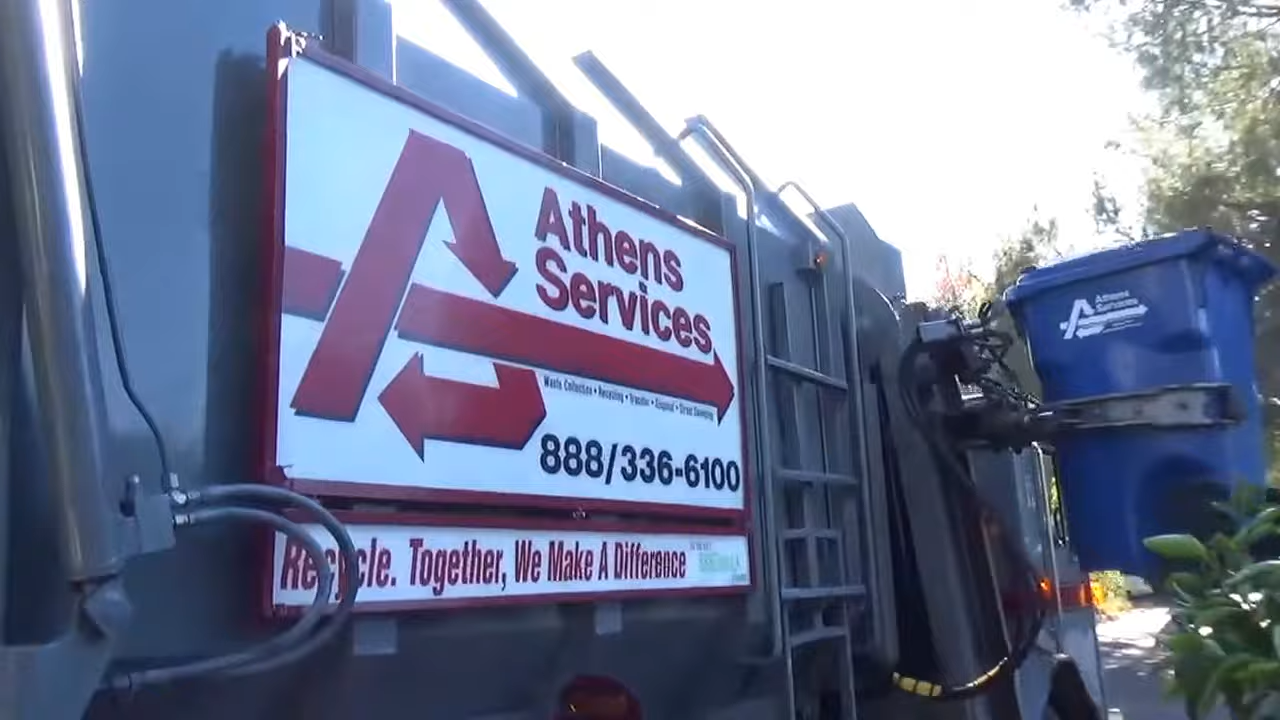 Athens
Services
Waste Collection • Recycling • Transfer • Disposal • Street Sweeping
888/336-6100
Recycle. Together, We Make A Difference
Athens
Services